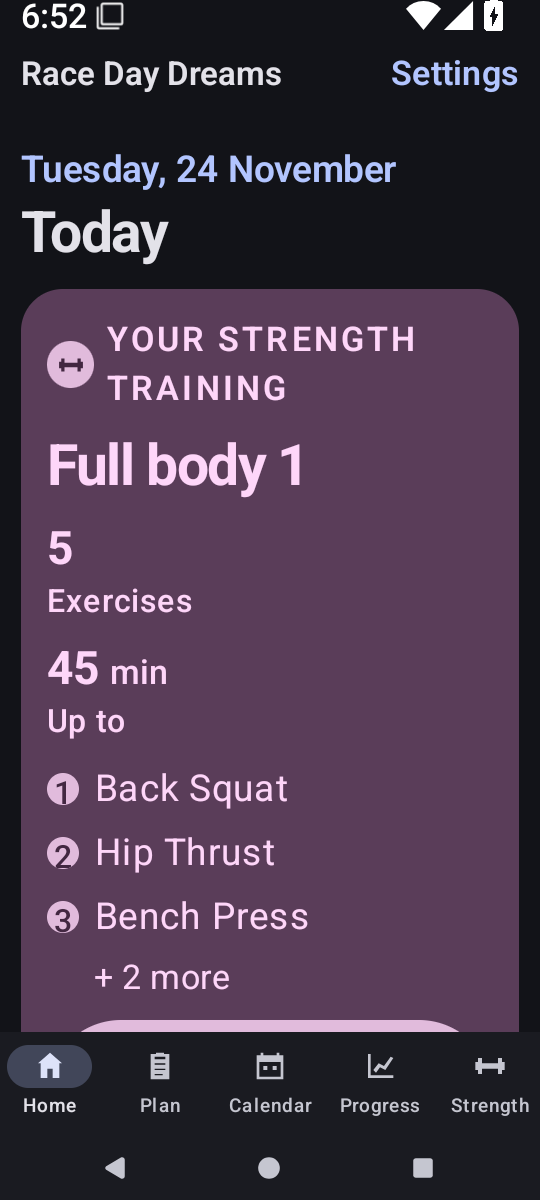 6:52
Race Day Dreams Settings
Tuesday, 24 November
Today
YOUR STRENGTH
TRAINING
Full body 1
5
Exercises
45 min
Up to
1 Back Squat
2 Hip Thrust
3 Bench Press
+ 2 more
Home Plan Calendar Progress Strength